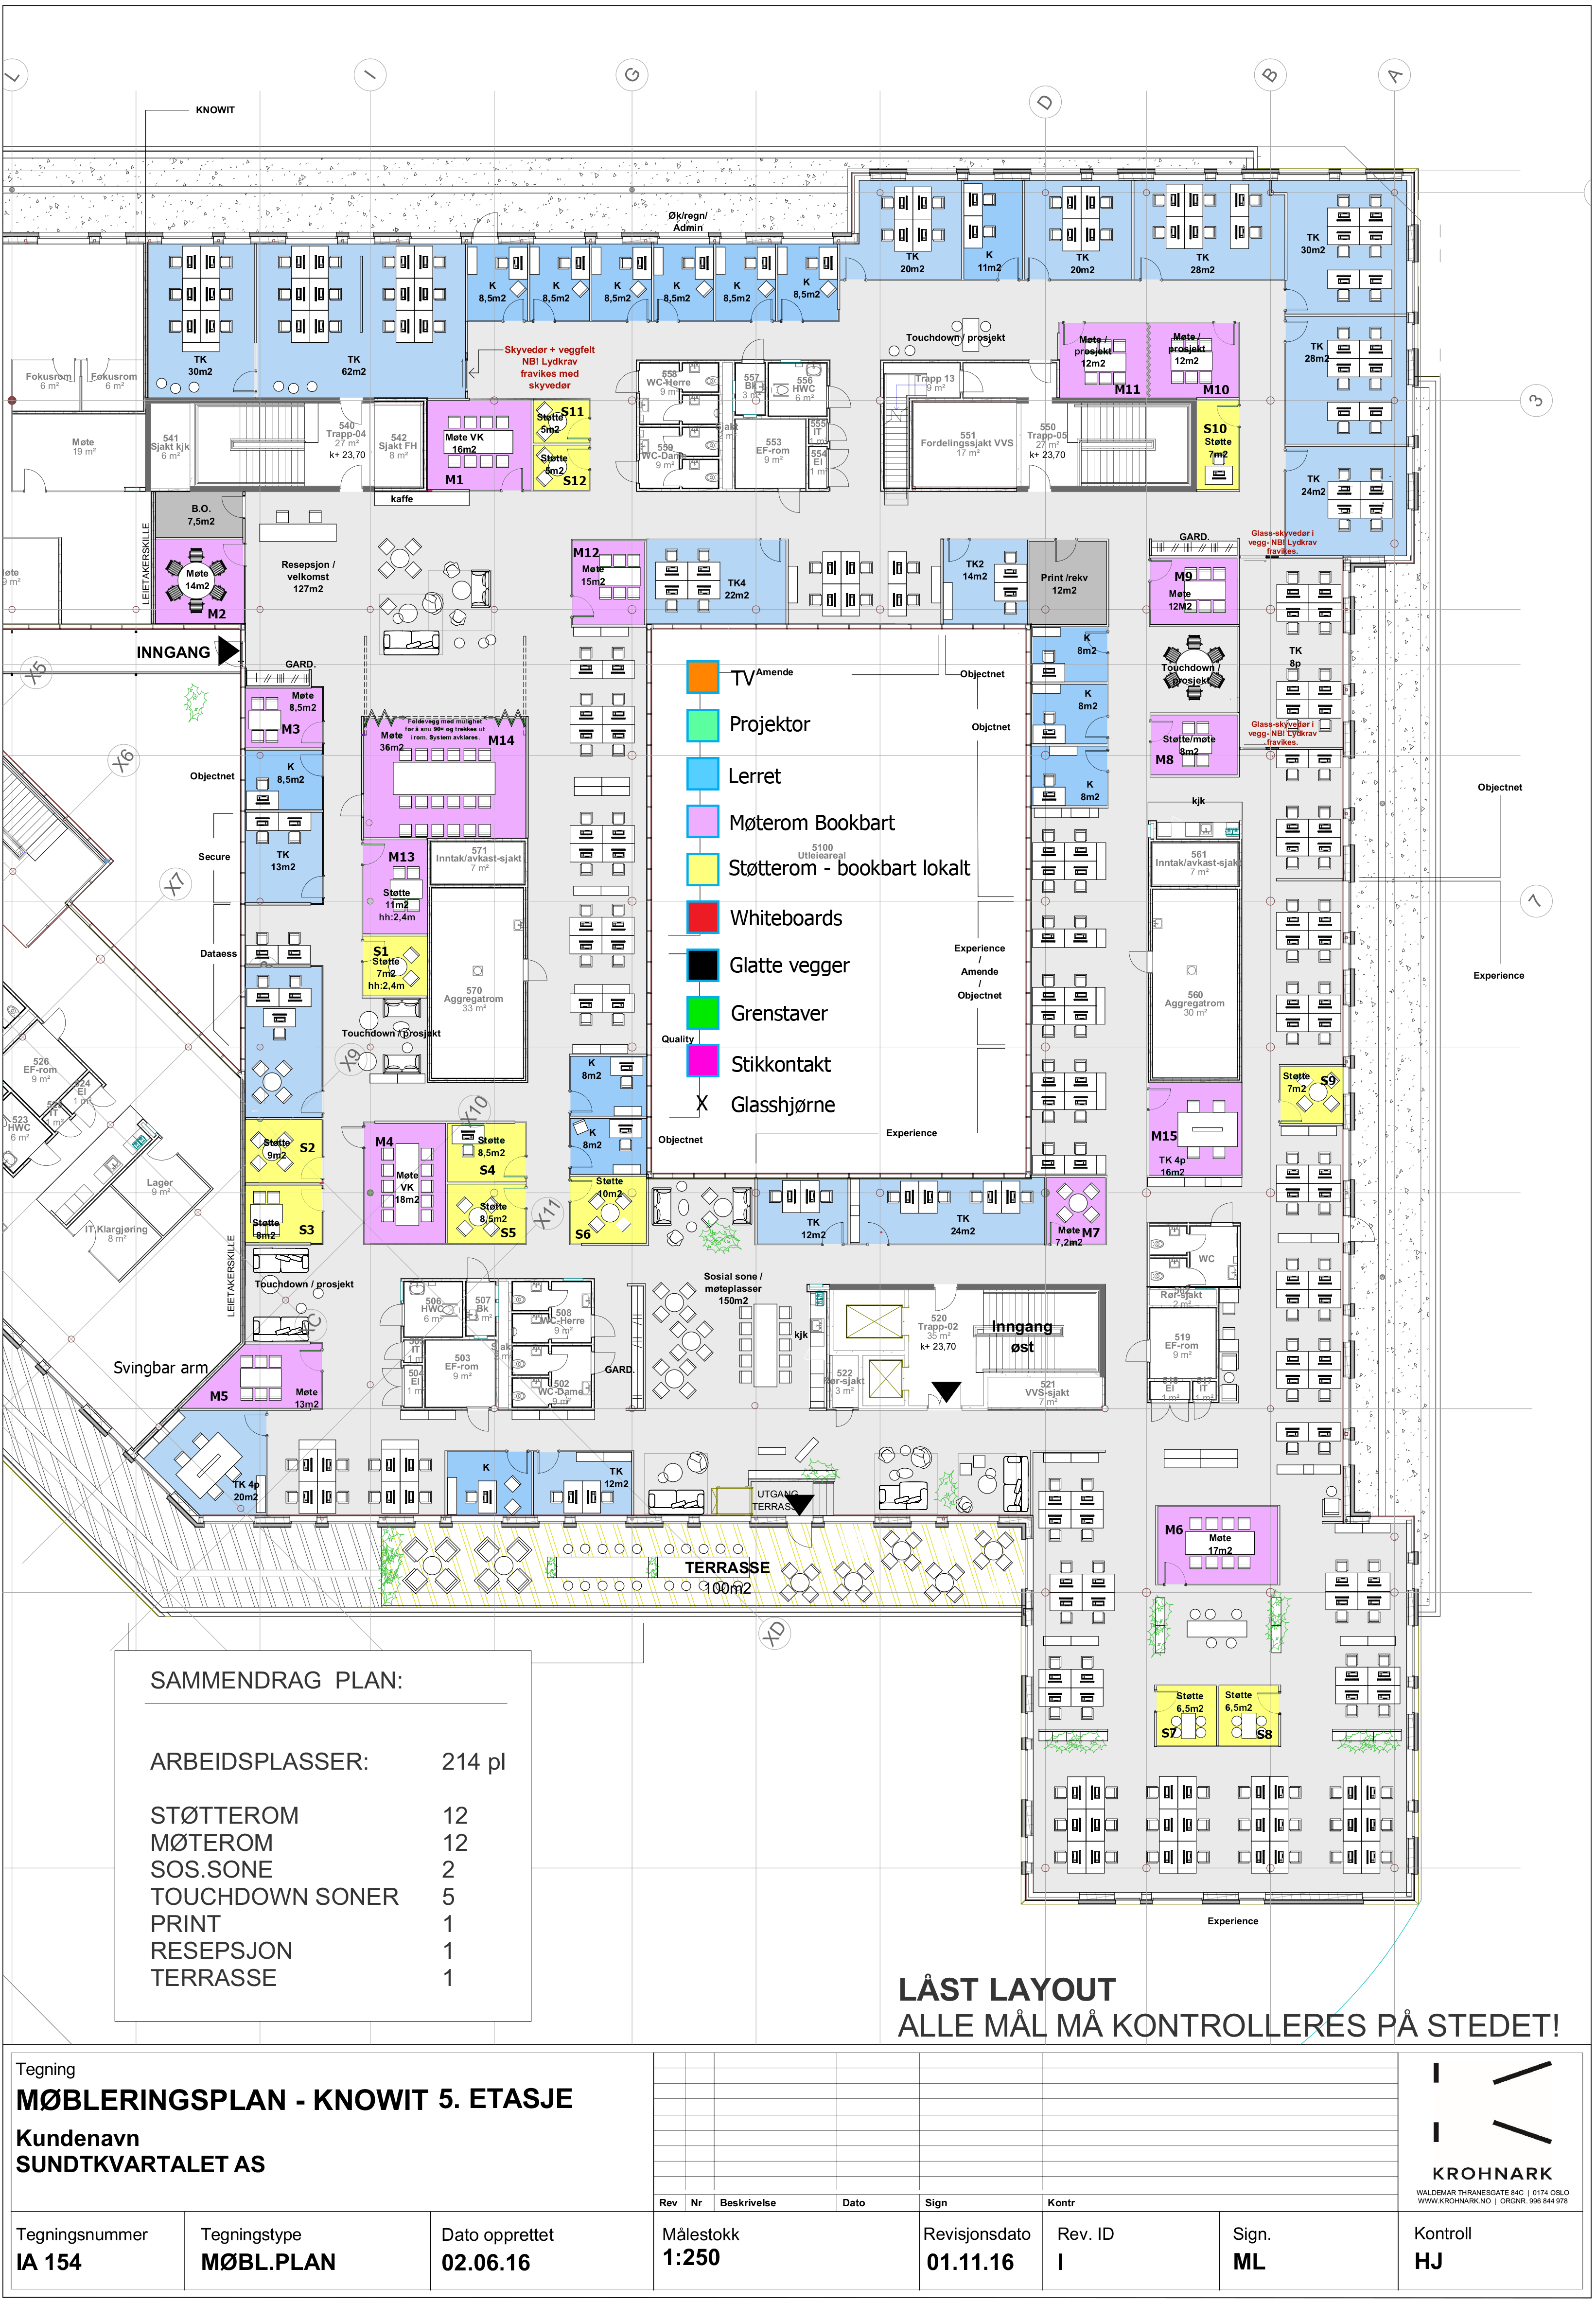 L
I
G
D
B
A
KNOWIT
Øk/regn/
Admin
TK
30m2
TK
62m2
K
8,5m2
K
8,5m2
K
8,5m2
K
8,5m2
K
8,5m2
K
8,5m2
TK
20m2
K
11m2
TK
20m2
TK
28m2
TK
30m2
TK
28m2
TK
24m2
Skyvedør + veggfelt
NB! Lydkrav
fravikes med
skyvedør
Touchdown / prosjekt
Møte /
prosjekt
12m2
M11
Møte /
prosjekt
12m2
M10
3
Fokusrom
6 m²
Fokusrom
6 m²
Møte
19 m²
541
Sjakt kjk
6 m²
540
Trapp-04
27 m²
k+ 23,70
542
Sjakt FH
8 m²
Møte VK
16m2
M1
S11
Støtte
5m2
Støtte
5m2
S12
558
WC-Herre
9 m²
557
Bk
3 m²
556
HWC
6 m²
559
WC-Dame
9 m²
553
EF-rom
9 m²
555
IT
1 m²
554
El
1 m²
Trapp 13
9 m²
551
Fordelingssjakt VVS
17 m²
550
Trapp-05
27 m²
k+ 23,70
S10
Støtte
7m2
kaffe
B.O.
7,5m2
LEIETAKERSKILLE
Møte
14m2
M2
Resepsjon /
velkomst
127m2
M12
Møte
15m2
TK4
22m2
TK2
14m2
Print /rekv
12m2
GARD.
Glass-skyvedør i
vegg- NB! Lydkrav
fravikes.
M9
Møte
12M2
INNGANG
GARD.
X5
Møte
8,5m2
M3
K
8m2
K
8m2
K
8m2
Touchdown /
prosjekt
TK
8p
Glass-skyvedør i
vegg- NB! Lydkrav
fravikes.
Støtte/møte
8m2
M8
TV
Amende
Objectnet
Projektor
Objctnet
Lerret
Møterom Bookbart
5100
Utleieareal
Støtterom - bookbart lokalt
Whiteboards
Glatte vegger
Grenstaver
Stikkontakt
X Glasshjørne
Experience
/
Amende
/
Objectnet
Quality
Objectnet
Experience
Foldevegg med mulighet
for å snu 90* og trekkes ut
i rom. System avklares.
Møte
36m2
M14
X6
Objectnet
K
8,5m2
Secure
TK
13m2
X7
Dataess
M13
Støtte
11m2
hh:2,4m
571
Inntak/avkast-sjakt
7 m²
S1
Støtte
7m2
hh:2,4m
570
Aggregatrom
33 m²
Touchdown / prosjekt
X9
X10
X11
kjk
561
Inntak/avkast-sjakt
7 m²
560
Aggregatrom
30 m²
Objectnet
7
Experience
K
8m2
K
8m2
Støtte
7m2
S9
M15
TK 4p
16m2
526
EF-rom
9 m²
523
HWC
6 m²
Lager
9 m²
IT Klargjøring
8 m²
Støtte
9m2
S2
Støtte
8m2
S3
M4
Møte
VK
18m2
Støtte
8,5m2
S4
Støtte
8,5m2
S5
Støtte
10m2
S6
TK
12m2
TK
24m2
Møte
7,2m2
M7
LEIETAKERSKILLE
Touchdown / prosjekt
Sosial sone /
møteplasser
150m2
506
HWC
6 m²
507
Bk
3 m²
508
WC-Herre
9 m²
503
EF-rom
9 m²
502
WC-Dame
9 m²
GARD.
kjk
520
Trapp-02
35 m²
k+ 23,70
Inngang
øst
522
Rør-sjakt
3 m²
521
VVS-sjakt
7 m²
WC
Rør-sjakt
2 m²
519
EF-rom
9 m²
Svingbar arm
M5
Møte
13m2
TK 4p
20m2
K
TK
12m2
UTGANG
TERRASSE
TERRASSE
100m2
XD
M6
Møte
17m2
Støtte
6,5m2
S7
Støtte
6,5m2
S8
Experience
SAMMENDRAG PLAN:
ARBEIDSPLASSER: 214 pl
STØTTEROM 12
MØTEROM 12
SOS.SONE 2
TOUCHDOWN SONER 5
PRINT 1
RESEPSJON 1
TERRASSE 1
LÅST LAYOUT
ALLE MÅL MÅ KONTROLLERES PÅ STEDET!
Tegning
MØBLERINGSPLAN - KNOWIT 5. ETASJE
Kundenavn
SUNDTKVARTALET AS
Rev Nr Beskrivelse Dato Sign Kontr
KROHNARK
WALDEMAR THRANESGATE 84C | 0174 OSLO
WWW.KROHNARK.NO | ORGNR. 996 844 978
Tegningsnummer
IA 154
Tegningstype
MØBL.PLAN
Dato opprettet
02.06.16
Målestokk
1:250
Revisjonsdato
01.11.16
Rev. ID
I
Sign.
ML
Kontroll
HJ